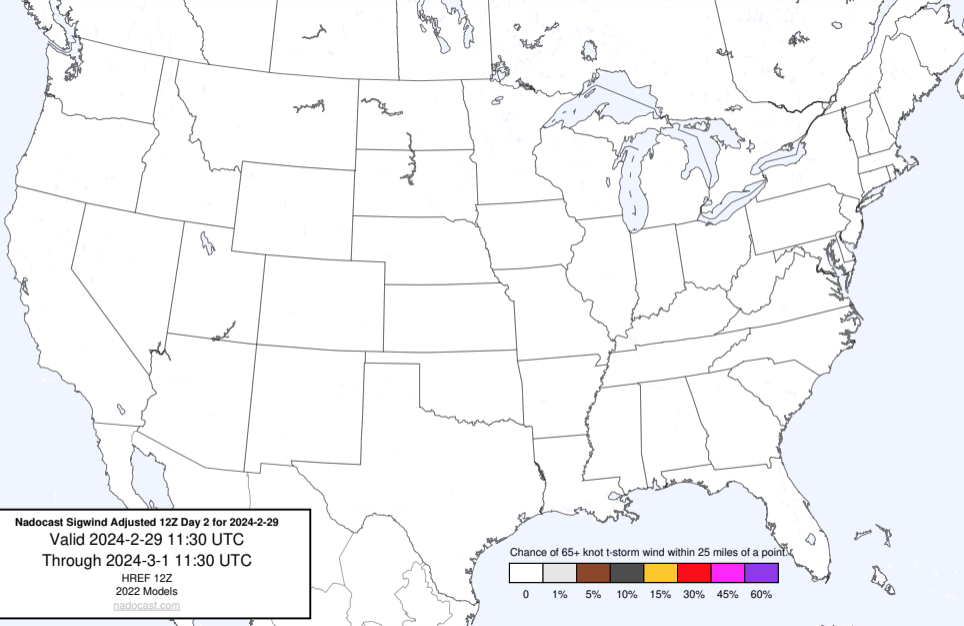 Nadocast Sigwind Adjusted 12Z Day 2 for 2024-2-29
Valid 2024-2-29 11:30 UTC
Through 2024-3-1 11:30 UTC
HREF 12Z
2022 Models
nadocast.com
Chance of 65+ knot t-storm wind within 25 miles of a point.
0 1% 5% 10% 15% 30% 45% 60%